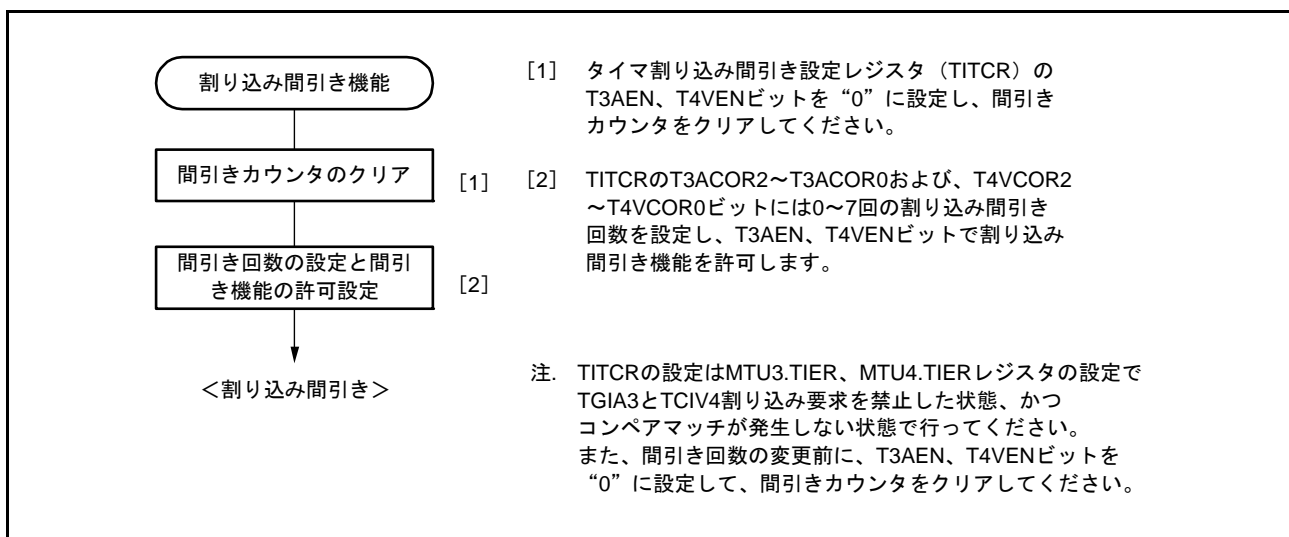 割り込み間引き機能
間引きカウンタのクリア
[1]
間引き回数の設定と間引
き機能の許可設定
[2]
＜割り込み間引き＞
[1] タイマ割り込み間引き設定レジスタ（TITCR）の
T3AEN、T4VENビットを“0”に設定し、間引き
カウンタをクリアしてください。
[2] TITCRのT3ACOR2～T3ACOR0および、T4VCOR2
～T4VCOR0ビットには0～7回の割り込み間引き
回数を設定し、T3AEN、T4VENビットで割り込み
間引き機能を許可します。
注. TITCRの設定はMTU3.TIER、MTU4.TIERレジスタの設定で
TGIA3とTCIV4割り込み要求を禁止した状態、かつ
コンペアマッチが発生しない状態で行ってください。
また、間引き回数の変更前に、T3AEN、T4VENビットを
“0”に設定して、間引きカウンタをクリアしてください。